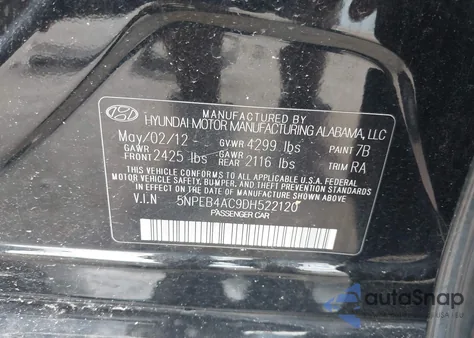 MANUFACTURED BY
HYUNDAI MOTOR MANUFACTURING ALABAMA, LLC
May/02/12 GVWR 4299 lbs PAINT 7B
GAWR FRONT 2425 lbs GAWR REAR 2116 lbs TRIM RA
THIS VEHICLE CONFORMS TO ALL APPLICABLE U.S.A. FEDERAL
MOTOR VEHICLE SAFETY, BUMPER, AND THEFT PREVENTION
STANDARDS IN EFFECT ON THE DATE OF MANUFACTURE SHOWN ABOVE.
V.I.N 5NPEB4AC9DH522120
PASSENGER CAR
autoSnap